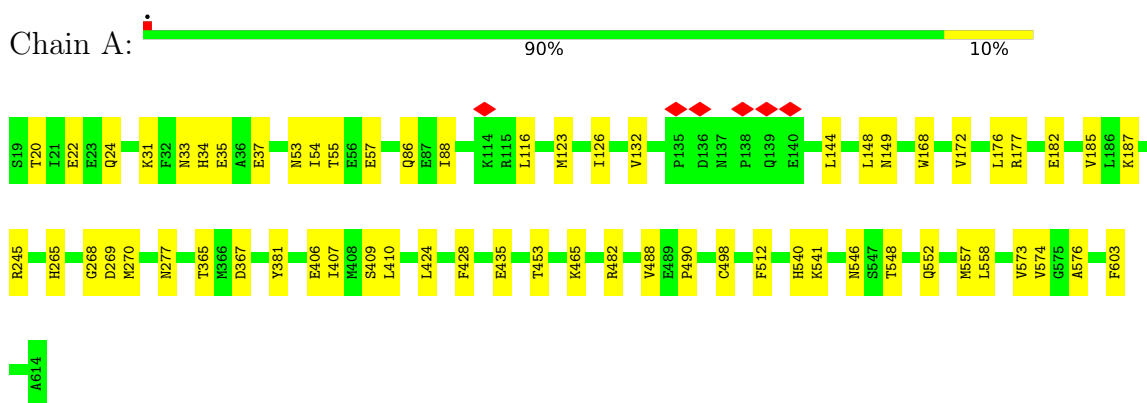 Chain A:
90% 10%
S19 T20 I21 E22 E23 Q24 K31 F32 N33 H34 E35 A36 E37 N53 I54 T55 E56 E57 Q86 E87 I88 K114 R115 L116 M123 I126 V132 P135 D136 N137 P138 Q139 E140 L144 L148 N149 W168 V172 L176 R177 E182 V185 L186 K187
R245 H265 G268 D269 M270 N277 T365 M366 D367 Y381 E406 I407 M408 S409 L410 L424 F428 E435 T453 K465 R482 V488 E489 P490 C498 F512 H540 K541 N546 S547 T548 Q552 M557 L558 V573 V574 G575 A576 F603
A614